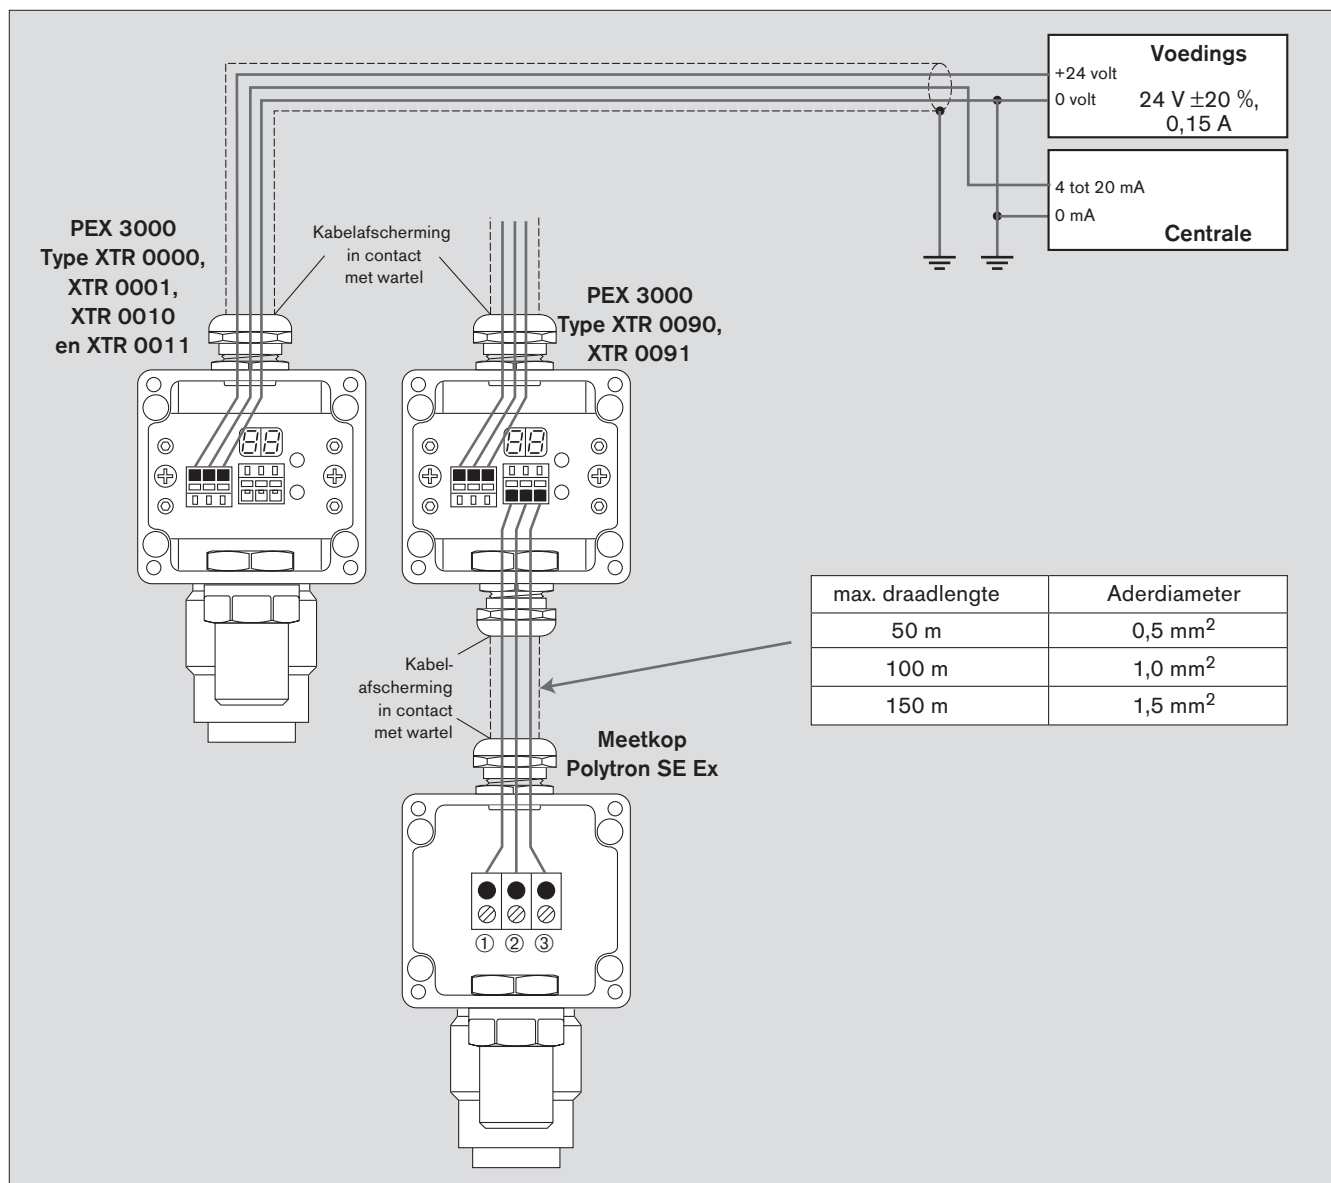 Voedings
+24 volt
0 volt
24 V ±20 %,
0,15 A
4 tot 20 mA
0 mA
Centrale
PEX 3000
Type XTR 0000,
XTR 0001,
XTR 0010
en XTR 0011
Kabelafscherming
in contact
met wartel
PEX 3000
Type XTR 0090,
XTR 0091
88
88
max. draadlengte Aderdiameter
50 m 0,5 mm²
100 m 1,0 mm²
150 m 1,5 mm²
Kabel-
afscherming
in contact
met wartel
Meetkop
Polytron SE Ex
① ② ③